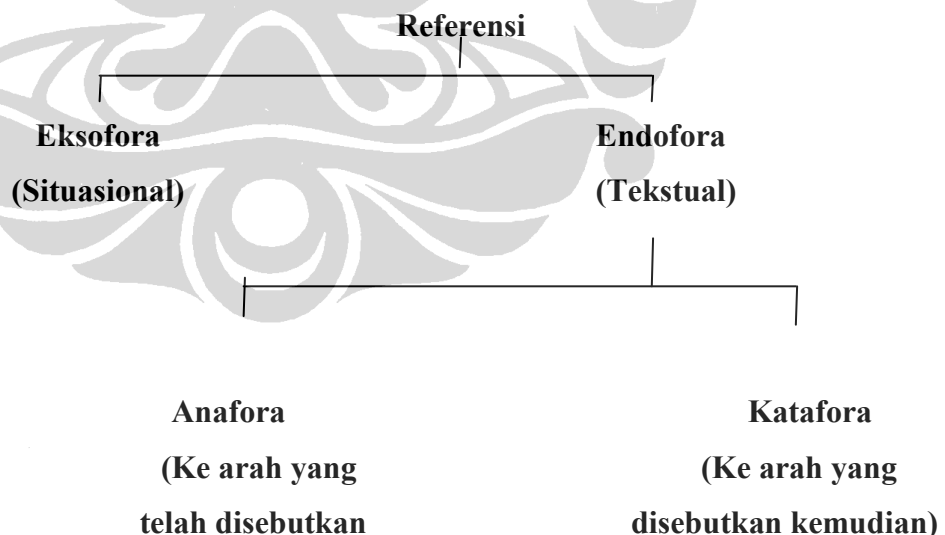 Referensi
Eksofora
Endofora
(Situasional)
(Tekstual)
Anafora
Katafora
(Ke arah yang
(Ke arah yang
telah disebutkan
disebutkan kemudian)